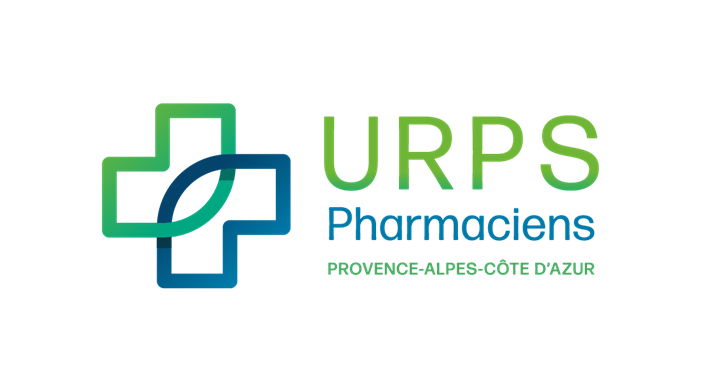 URPS
Pharmaciens
PROVENCE-ALPES-CÔTE D'AZUR